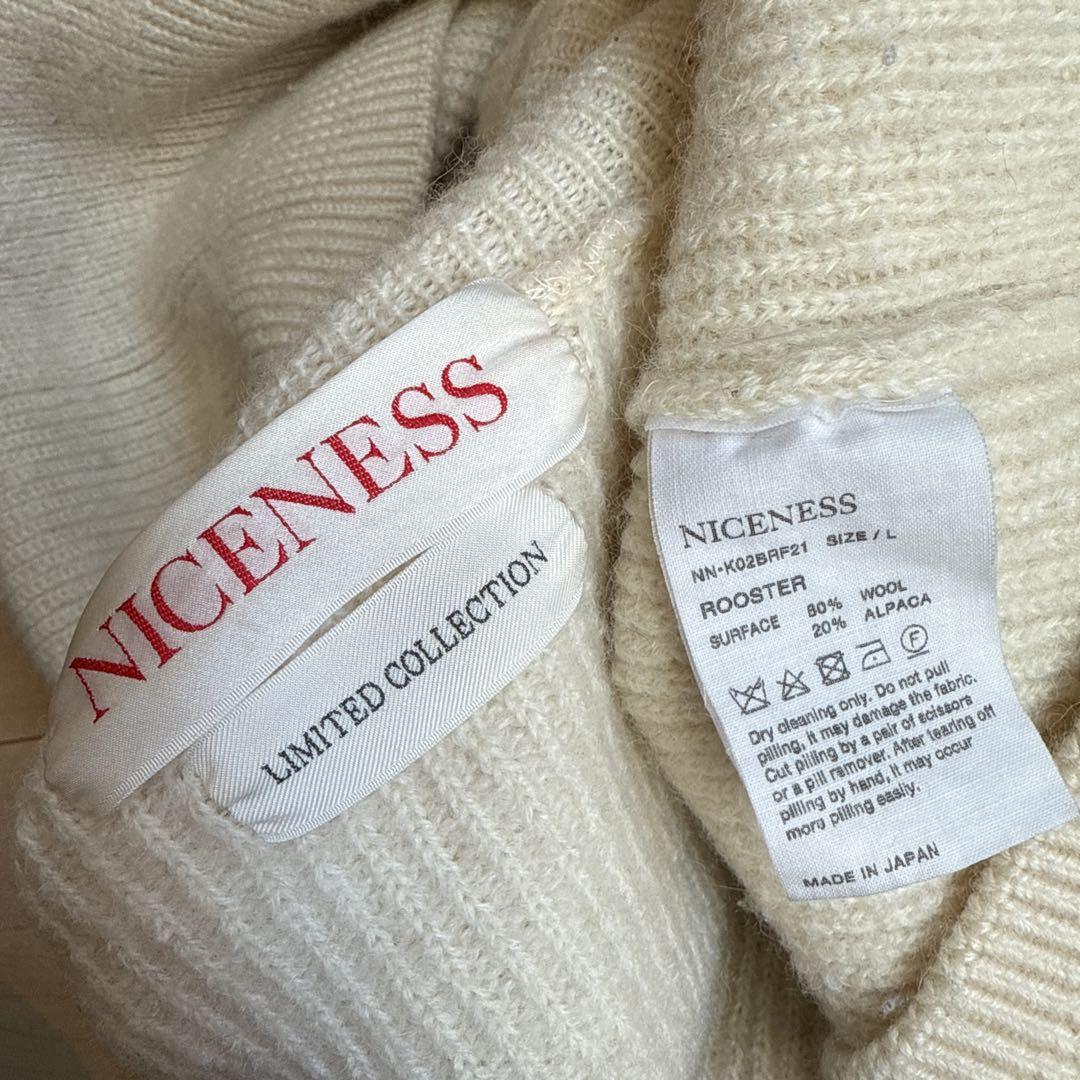 NICENESS
LIMITED COLLECTION
NICENESS
NN-K02BRF21 SIZE / L
ROOSTER
SURFACE 80% WOOL
20% ALPACA
F
Dry cleaning only. Do not pull
pilling, it may damage the fabric.
Cut pilling by a pair of scissors
or a pill remover. After tearing off
pilling by hand, it may occur
more pilling easily.
MADE IN JAPAN